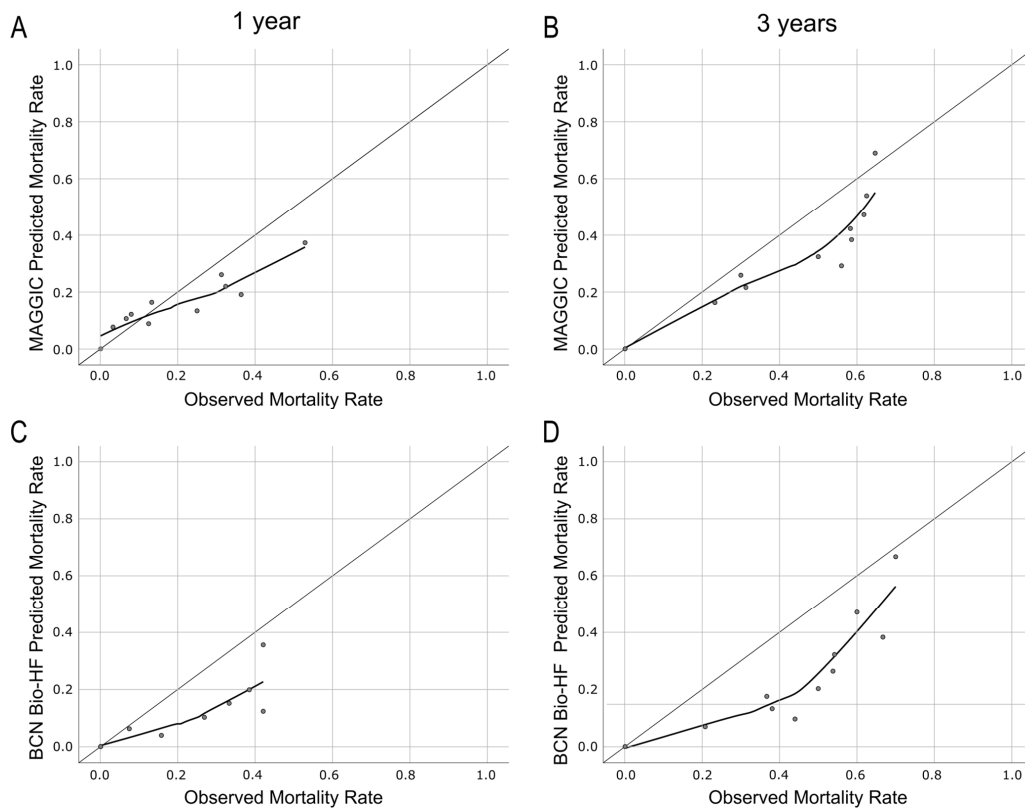 A
1 year
B
3 years
MAGGIC Predicted Mortality Rate
1.0
0.8
0.6
0.4
0.2
0.0
0.0 0.2 0.4 0.6 0.8 1.0
Observed Mortality Rate
MAGGIC Predicted Mortality Rate
1.0
0.8
0.6
0.4
0.2
0.0
0.0 0.2 0.4 0.6 0.8 1.0
Observed Mortality Rate
C
BCN Bio-HF Predicted Mortality Rate
1.0
0.8
0.6
0.4
0.2
0.0
0.0 0.2 0.4 0.6 0.8 1.0
Observed Mortality Rate
D
BCN Bio-HF Predicted Mortality Rate
1.0
0.8
0.6
0.4
0.2
0.0
0.0 0.2 0.4 0.6 0.8 1.0
Observed Mortality Rate